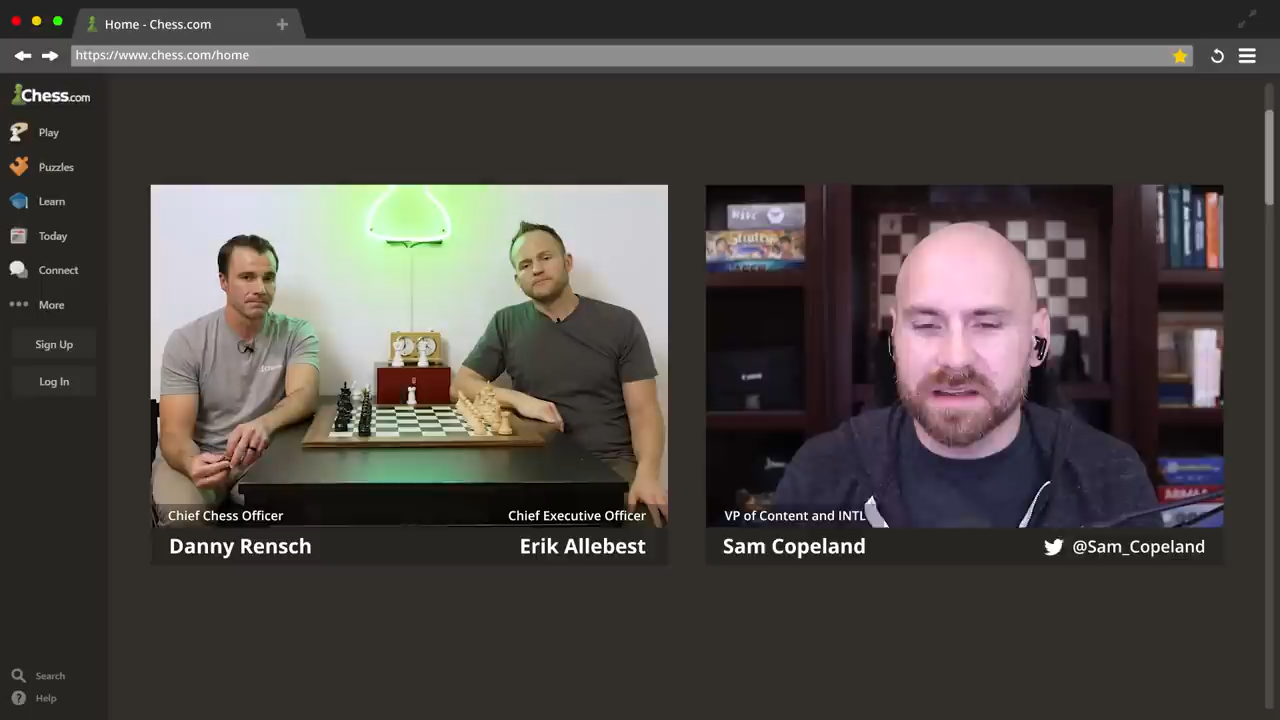 Home - Chess.com
https://www.chess.com/home
Chess.com
Play
Puzzles
Learn
Today
Connect
More
Sign Up
Log In
Search
Help
Chief Chess Officer
Chief Executive Officer
Danny Rensch
Erik Allebest
VP of Content and INTL
Sam Copeland
@Sam_Copeland